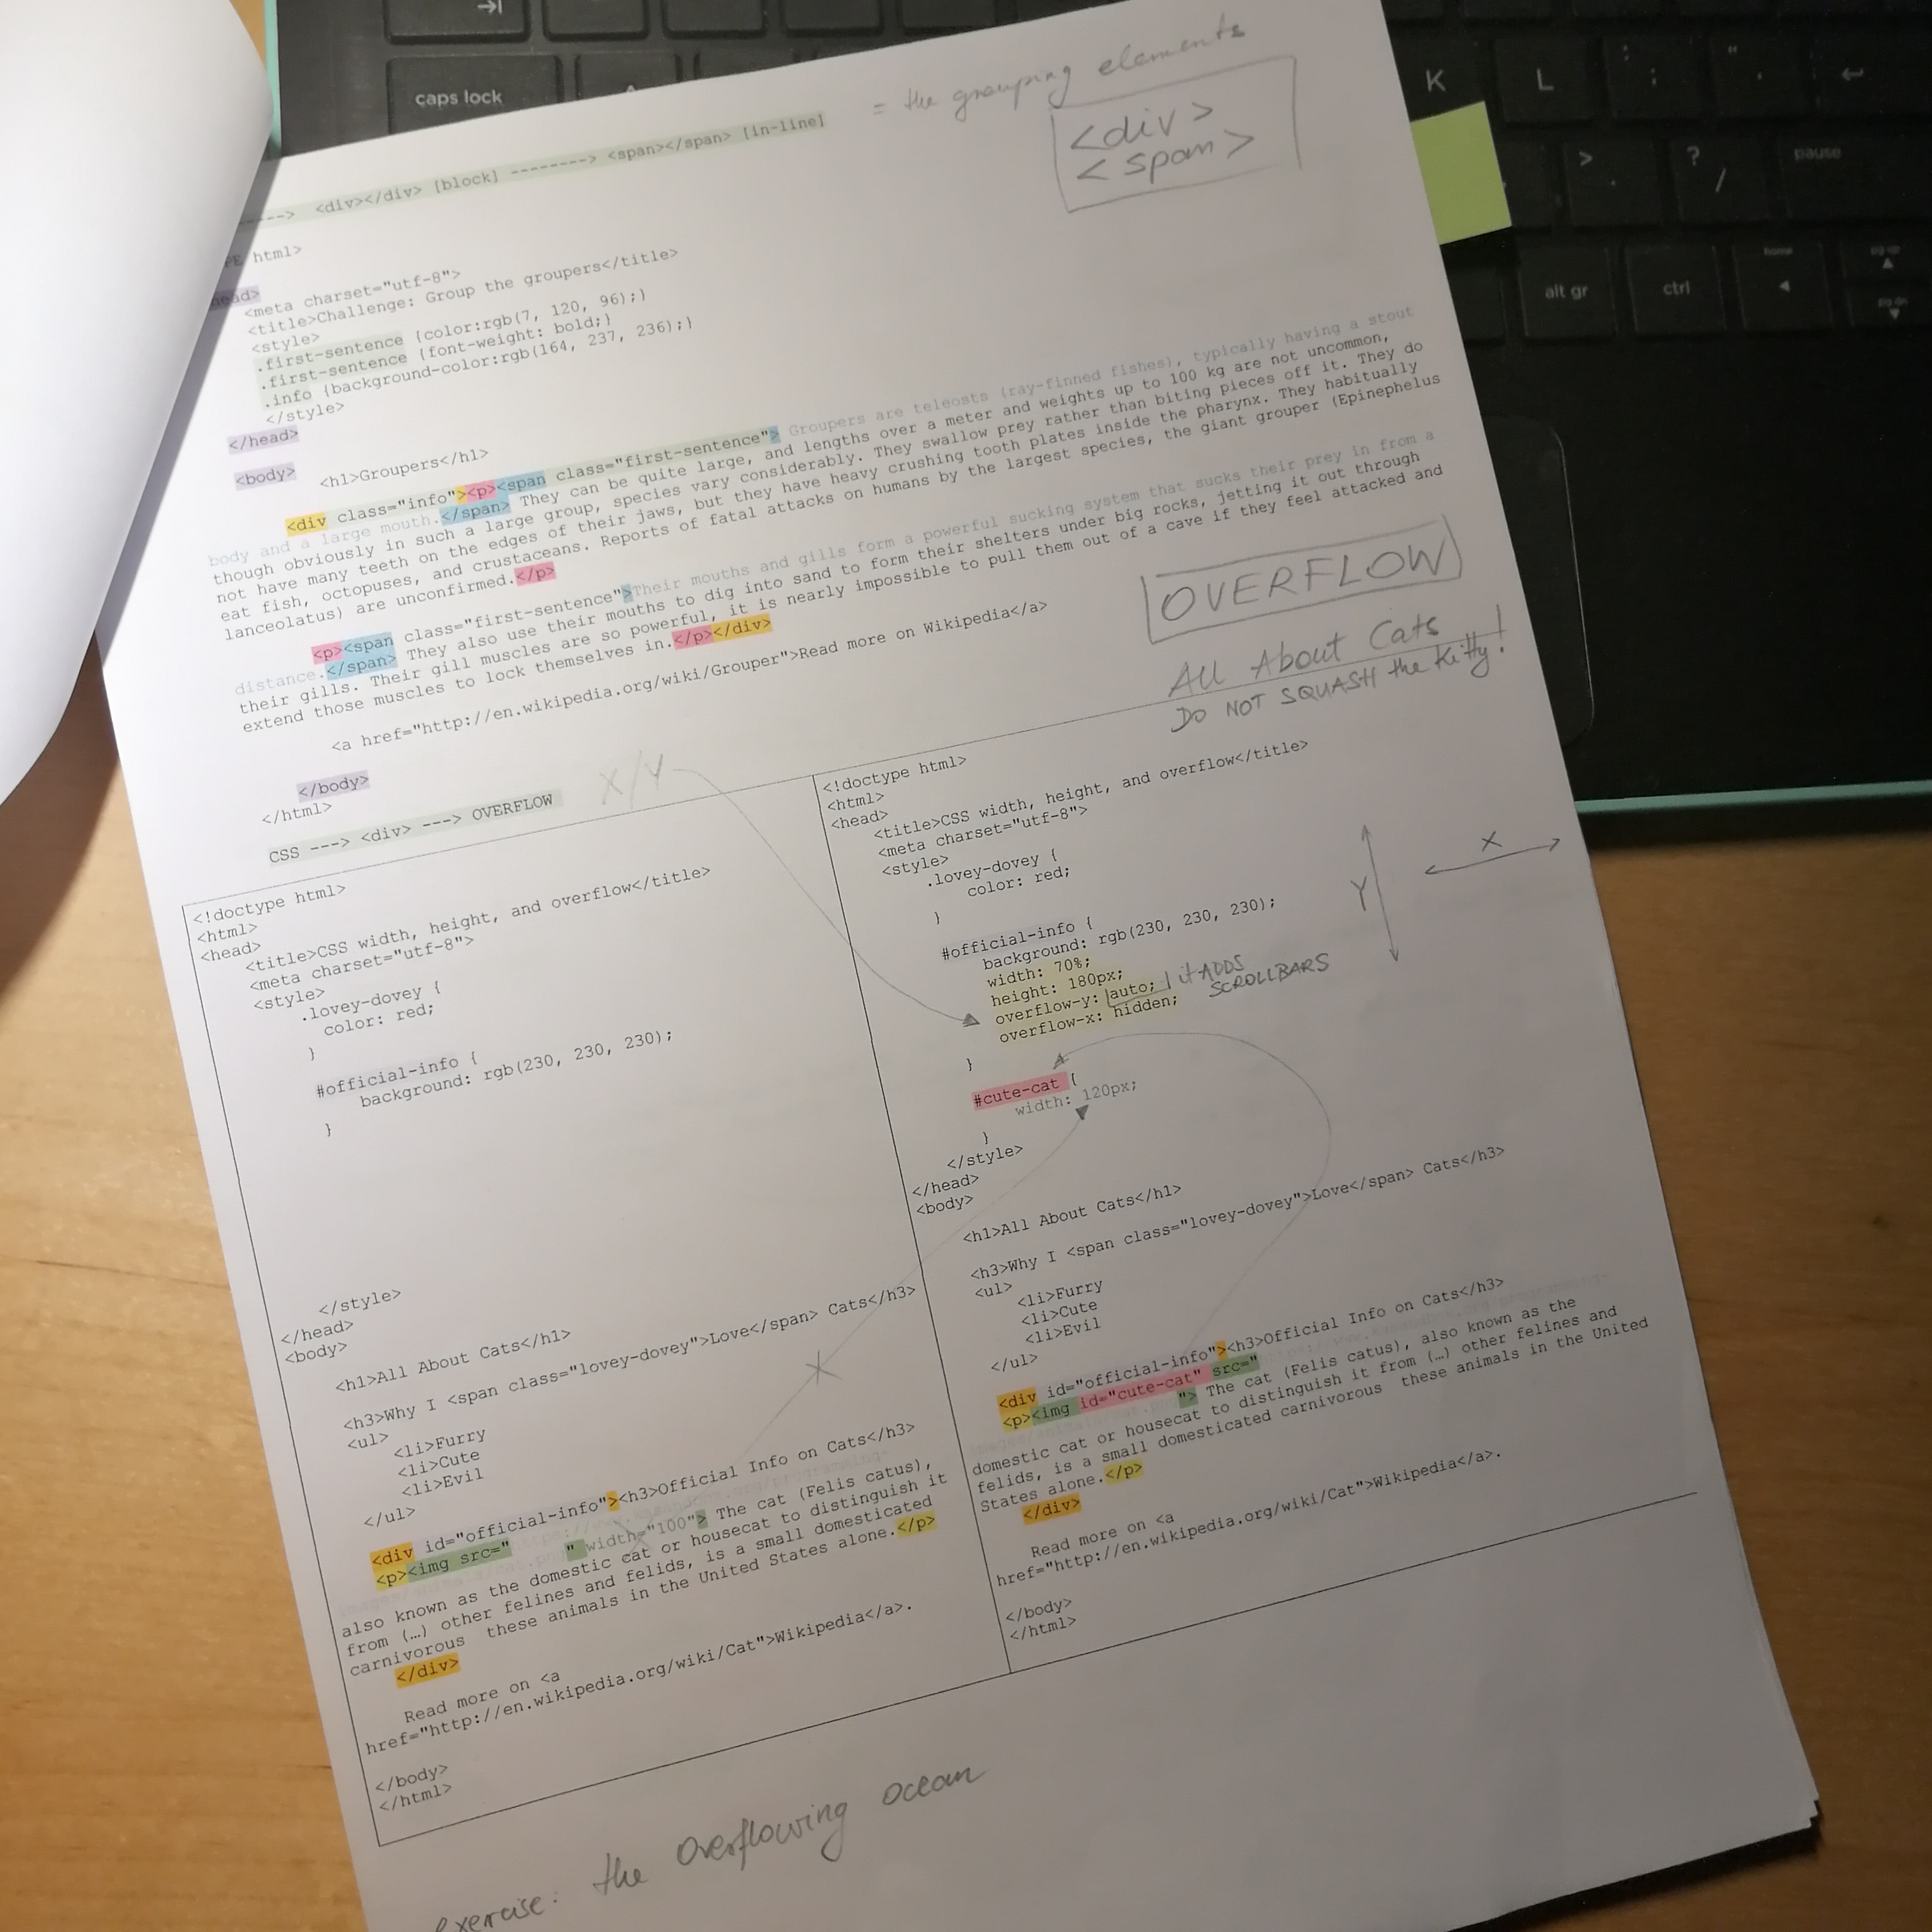 caps lock
K
L
:
;
"
>
.
?
/
pause
home
alt gr
ctrl
pg up
pg dn
= the grouping elements
<div>
<span>
----> <div></div> [block] --------> <span></span> [in-line]
PE html>
head>
<meta charset="utf-8">
<title>Challenge: Group the groupers</title>
<style>
.first-sentence {color:rgb(7, 120, 96);}
.first-sentence {font-weight: bold;}
.info {background-color:rgb(164, 237, 236);}
</style>
</head>
<body>
<h1>Groupers</h1>
<div class="info"><p><span class="first-sentence"> Groupers are teleosts (ray-finned fishes), typically having a stout
body and a large mouth.</span> They can be quite large, and lengths over a meter and weights up to 100 kg are not uncommon,
though obviously in such a large group, species vary considerably. They swallow prey rather than biting pieces off it. They do
not have many teeth on the edges of their jaws, but they have heavy crushing tooth plates inside the pharynx. They habitually
eat fish, octopuses, and crustaceans. Reports of fatal attacks on humans by the largest species, the giant grouper (Epinephelus
lanceolatus) are unconfirmed.</p>
<p><span class="first-sentence">Their mouths and gills form a powerful sucking system that sucks their prey in from a
distance.</span> They also use their mouths to dig into sand to form their shelters under big rocks, jetting it out through
their gills. Their gill muscles are so powerful, it is nearly impossible to pull them out of a cave if they feel attacked and
extend those muscles to lock themselves in.</p></div>
<a href="http://en.wikipedia.org/wiki/Grouper">Read more on Wikipedia</a>
</body>
</html>
OVERFLOW
All About Cats
DO NOT SQUASH the Kitty!
X/Y
CSS ---> <div> ---> OVERFLOW
<!doctype html>
<html>
<head>
<title>CSS width, height, and overflow</title>
<meta charset="utf-8">
<style>
.lovey-dovey {
color: red;
}
#official-info {
background: rgb(230, 230, 230);
}
</style>
</head>
<body>
<h1>All About Cats</h1>
<h3>Why I <span class="lovey-dovey">Love</span> Cats</h3>
<ul>
<li>Furry
<li>Cute
<li>Evil
</ul>
<div id="official-info"><h3>Official Info on Cats</h3>
<p><img src=" " width="100"> The cat (Felis catus),
also known as the domestic cat or housecat to distinguish it
from (…) other felines and felids, is a small domesticated
carnivorous these animals in the United States alone.</p>
</div>
Read more on <a
href="http://en.wikipedia.org/wiki/Cat">Wikipedia</a>.
</body>
</html>
<!doctype html>
<html>
<head>
<title>CSS width, height, and overflow</title>
<meta charset="utf-8">
<style>
.lovey-dovey {
color: red;
}
#official-info {
background: rgb(230, 230, 230);
width: 70%;
height: 180px;
overflow-y: auto;
overflow-x: hidden;
}
it ADDS
SCROLLBARS
Y
X
#cute-cat {
width: 120px;
}
</style>
</head>
<body>
<h1>All About Cats</h1>
<h3>Why I <span class="lovey-dovey">Love</span> Cats</h3>
<ul>
<li>Furry
<li>Cute
<li>Evil
</ul>
<div id="official-info"><h3>Official Info on Cats</h3>
<p><img id="cute-cat" src="
"> The cat (Felis catus), also known as the
domestic cat or housecat to distinguish it from (…) other felines and
felids, is a small domesticated carnivorous these animals in the United
States alone.</p>
</div>
Read more on <a
href="http://en.wikipedia.org/wiki/Cat">Wikipedia</a>.
</body>
</html>
exercise: the overflowing ocean